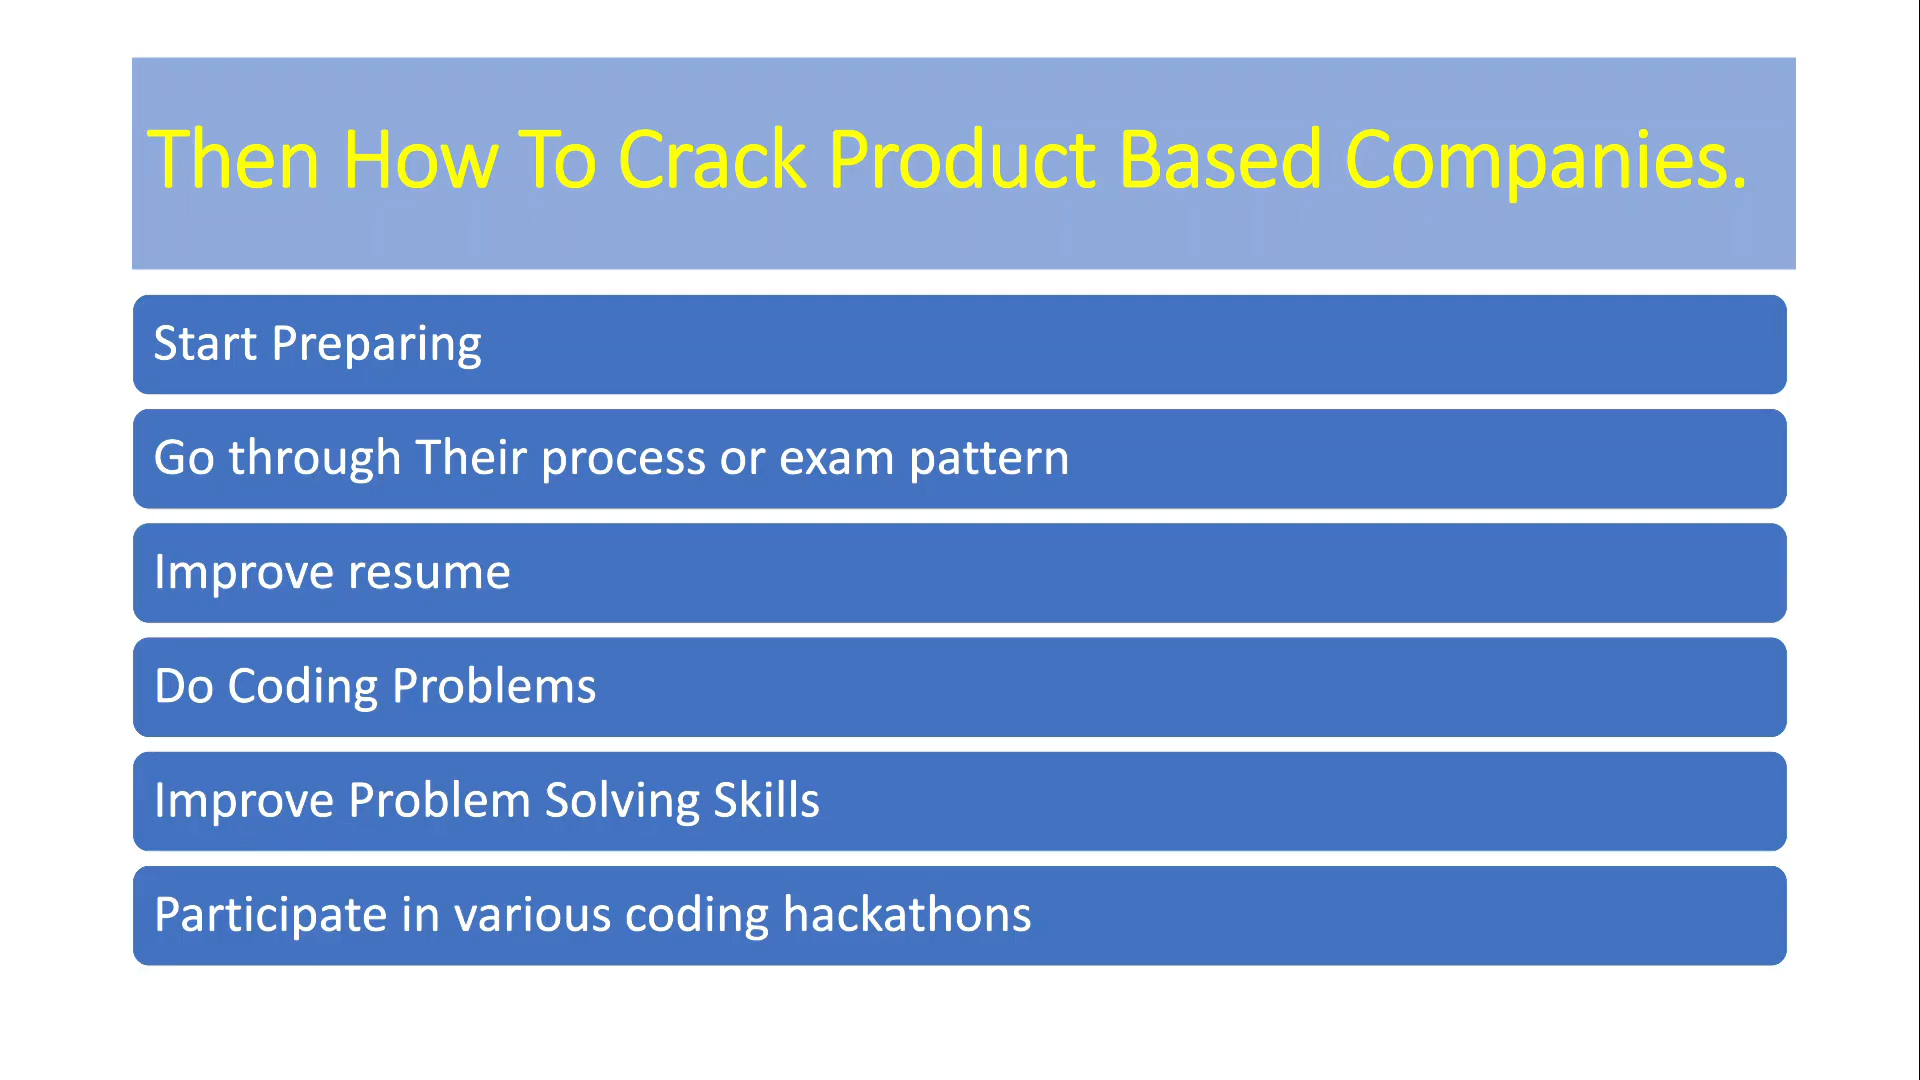 Then How To Crack Product Based Companies.
Start Preparing
Go through Their process or exam pattern
Improve resume
Do Coding Problems
Improve Problem Solving Skills
Participate in various coding hackathons